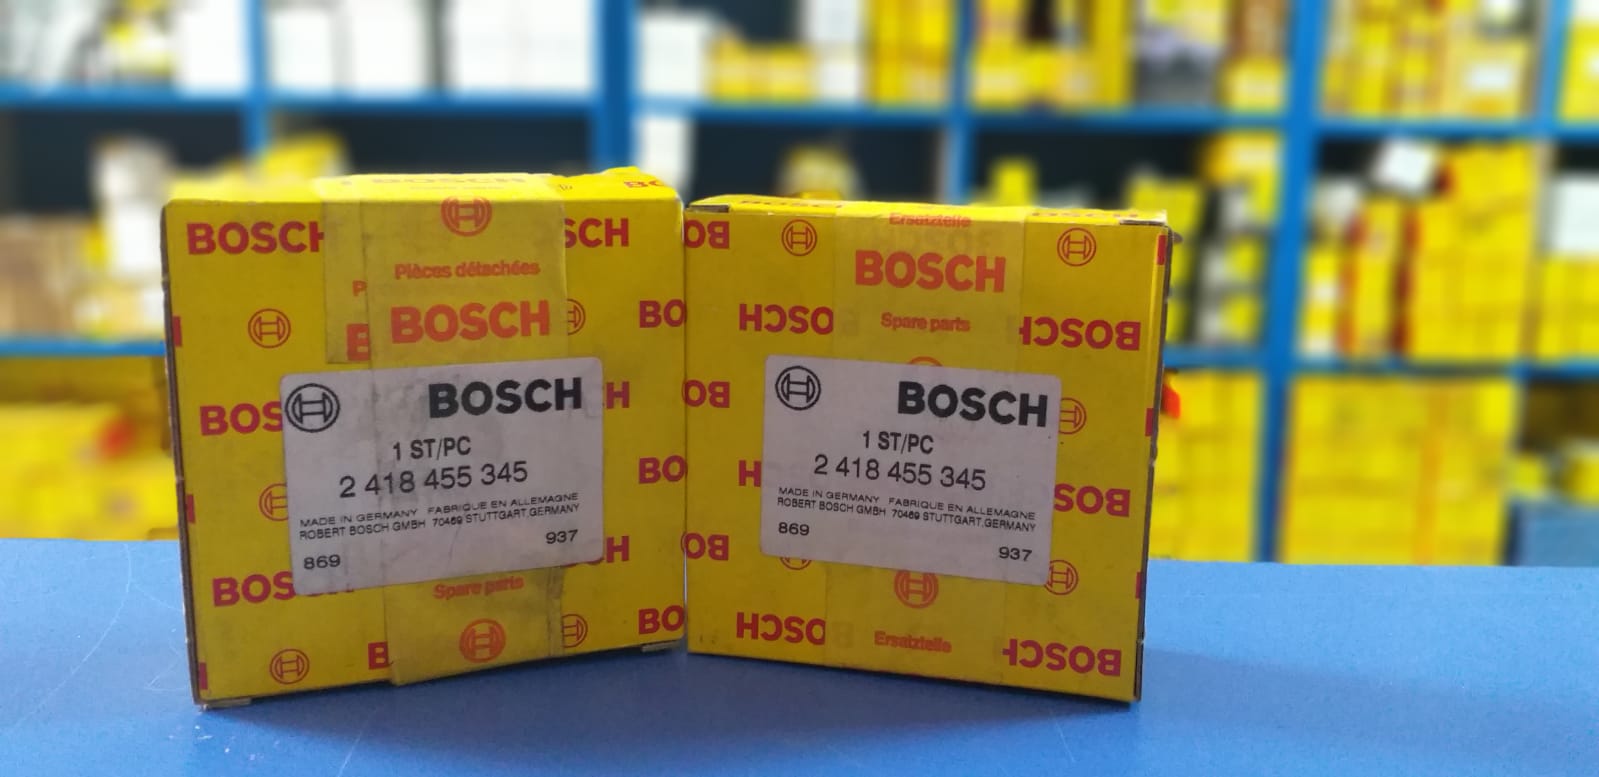 BOSCH
Pièces détachées
BOSCH
BOSCH
1 ST/PC
2 418 455 345
MADE IN GERMANY FABRIQUE EN ALLEMAGNE
ROBERT BOSCH GMBH 70469 STUTTGART,GERMANY
869 937
Spare parts
Ersatzteile
BOSCH
BOSCH
Spare parts
BOSCH
BOSCH
BOSCH
1 ST/PC
2 418 455 345
MADE IN GERMANY FABRIQUE EN ALLEMAGNE
ROBERT BOSCH GMBH 70469 STUTTGART,GERMANY
869 937
Ersatzteile
BOSCH
BOSCH